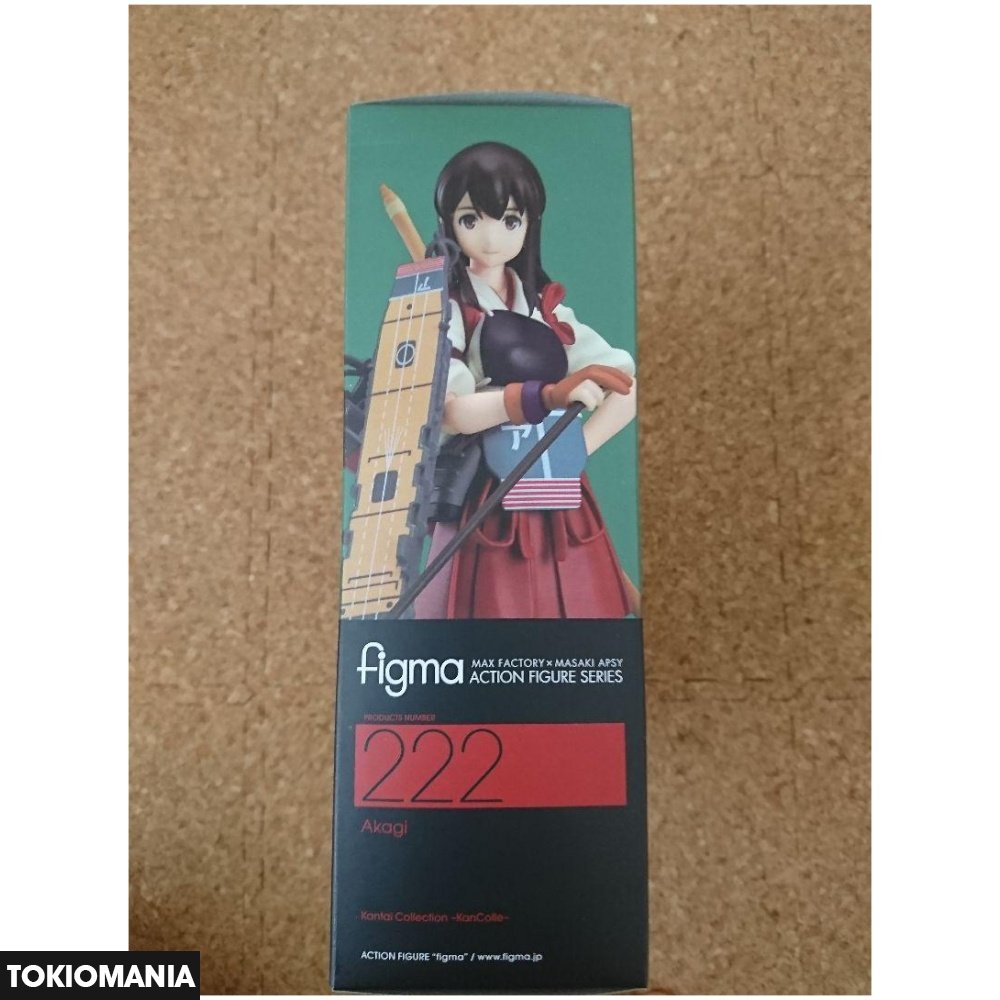 ア
figma
MAX FACTORY × MASAKI APSY
ACTION FIGURE SERIES
PRODUCTS NUMBER
222
Akagi
Kantai Collection -KanColle-
ACTION FIGURE "figma" / www.figma.jp
TOKIOMANIA